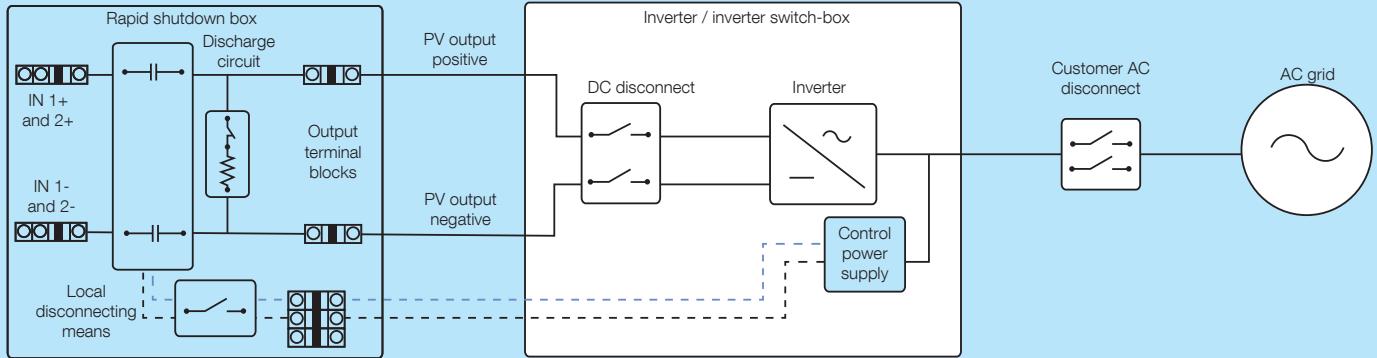 Rapid shutdown box
Discharge
circuit
IN 1+
and 2+
IN 1-
and 2-
Output
terminal
blocks
Local
disconnecting
means
PV output
positive
PV output
negative
Inverter / inverter switch-box
DC disconnect
Inverter
Control
power
supply
Customer AC
disconnect
AC grid